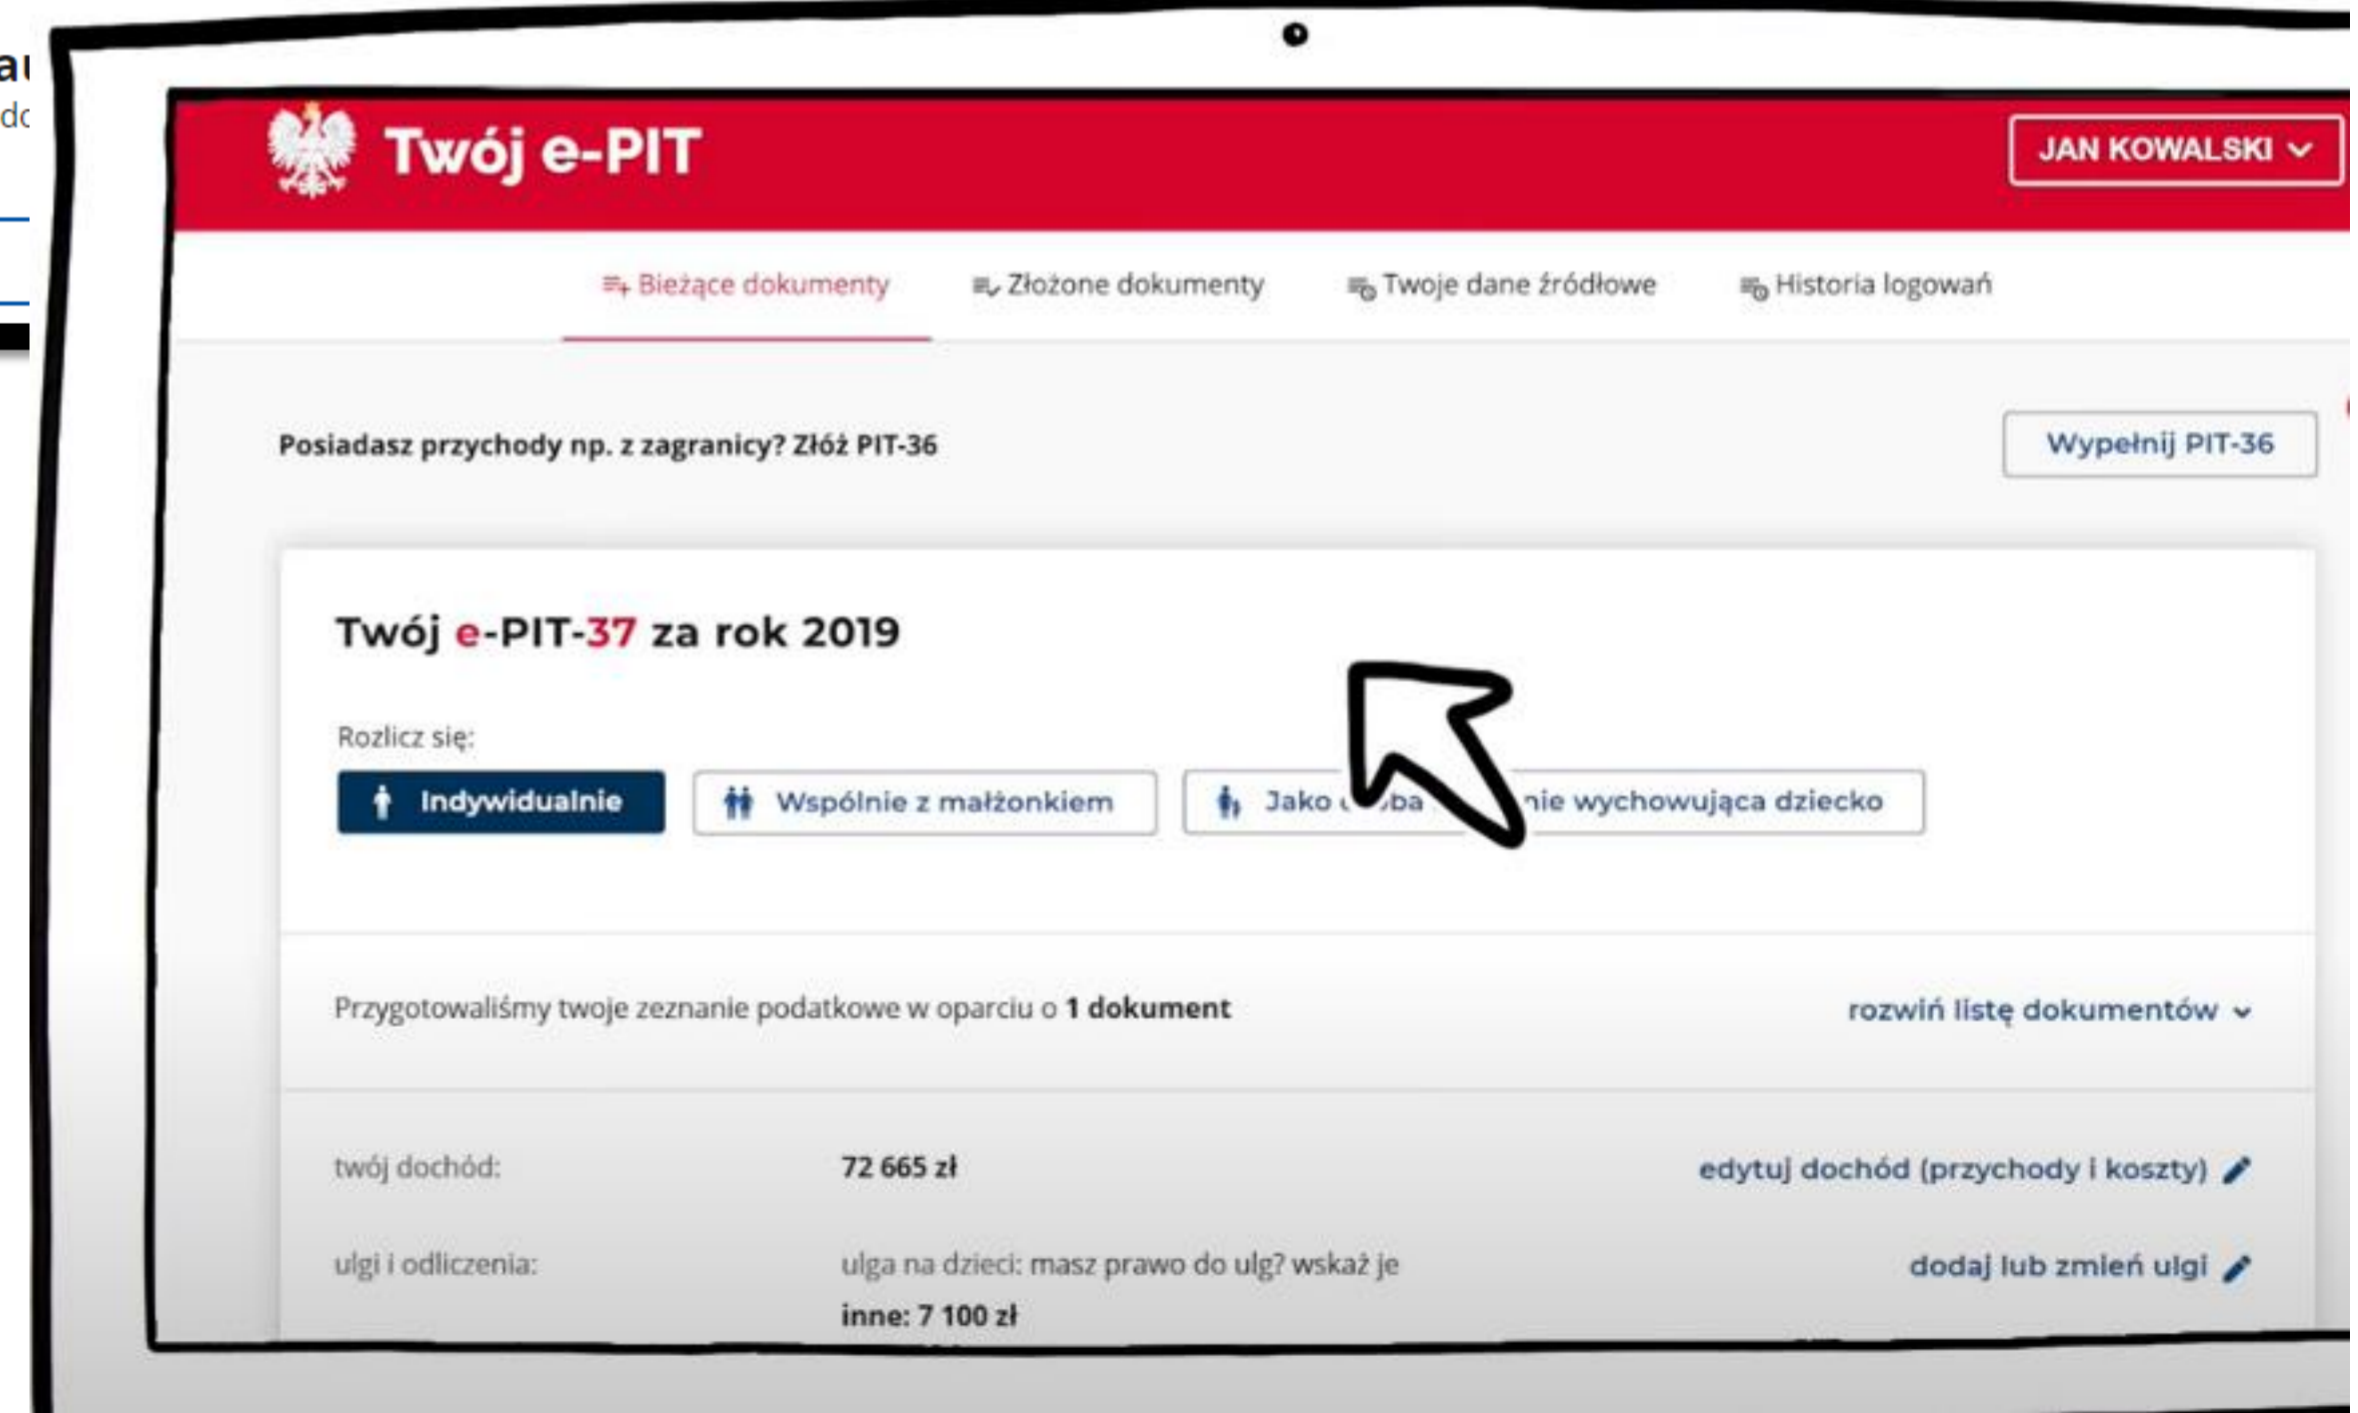 Twój e-PIT
JAN KOWALSKI
Bieżące dokumenty Złożone dokumenty Twoje dane źródłowe Historia logowań
Posiadasz przychody np. z zagranicy? Złóż PIT-36
Wypełnij PIT-36
Twój e-PIT-37 za rok 2019
Rozlicz się:
Indywidualnie Wspólnie z małżonkiem Jako wychowująca dziecko
Przygotowaliśmy twoje zeznanie podatkowe w oparciu o 1 dokument
rozwiń listę dokumentów
twój dochód: 72 665 zł edytuj dochód (przychody i koszty)
ulgi i odliczenia: ulga na dzieci: masz prawo do ulg? wskaż je dodaj lub zmień ulgi
inne: 7 100 zł